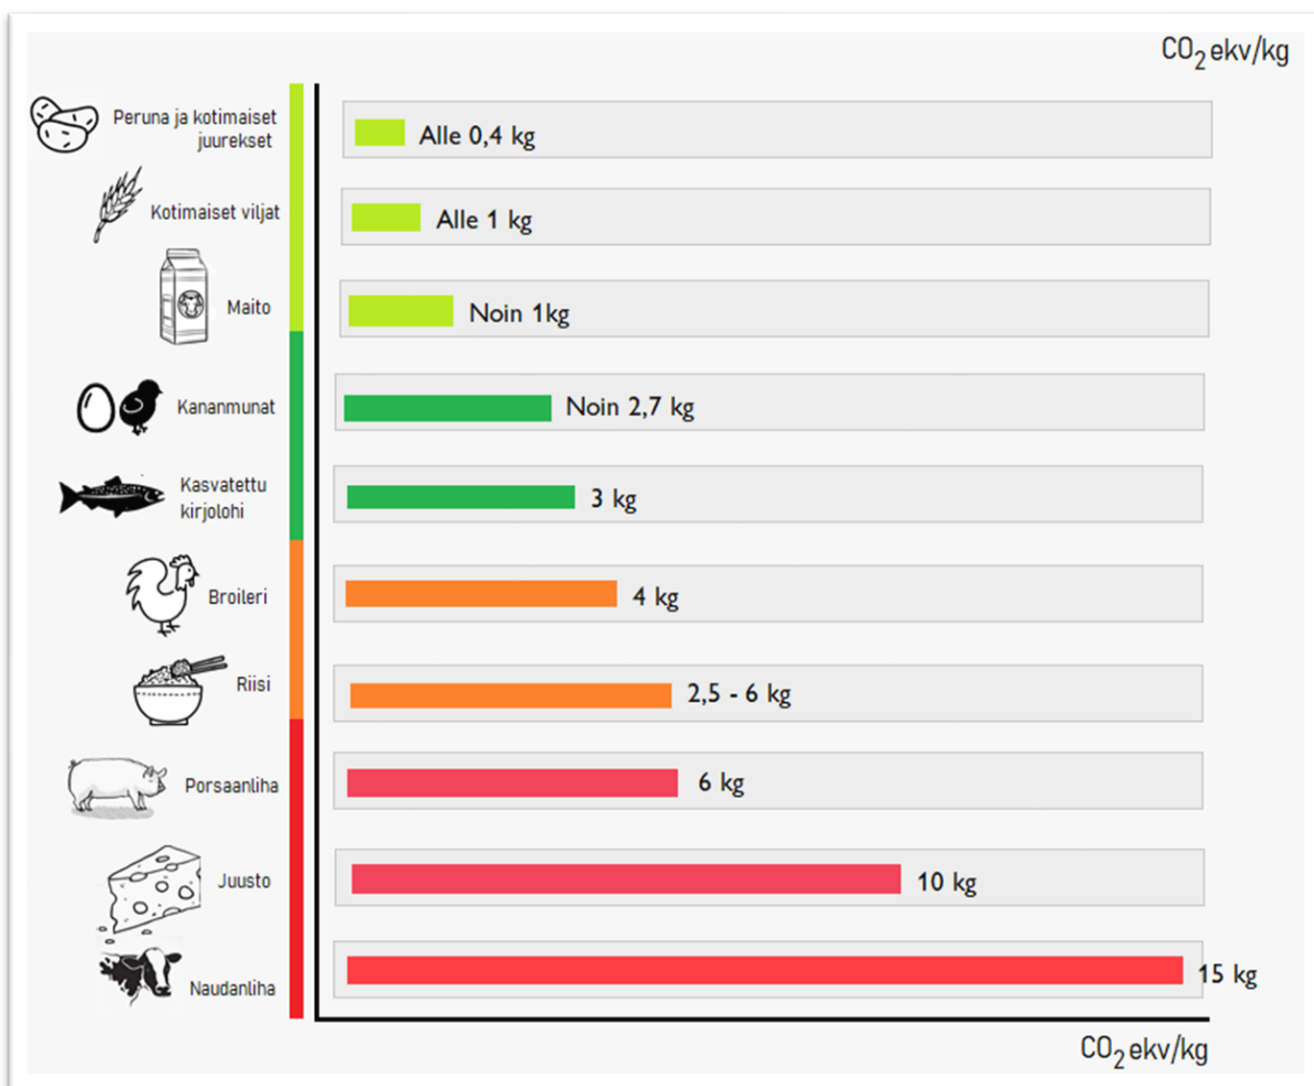 CO2 ekv/kg
Peruna ja kotimaiset
juurekset
Alle 0,4 kg
Kotimaiset viljat
Alle 1 kg
Maito
Noin 1kg
Kananmunat
Noin 2,7 kg
Kasvatettu
kirjolohi
3 kg
Broileri
4 kg
Riisi
2,5 - 6 kg
Porsaanliha
6 kg
Juusto
10 kg
Naudanliha
15 kg
CO2 ekv/kg